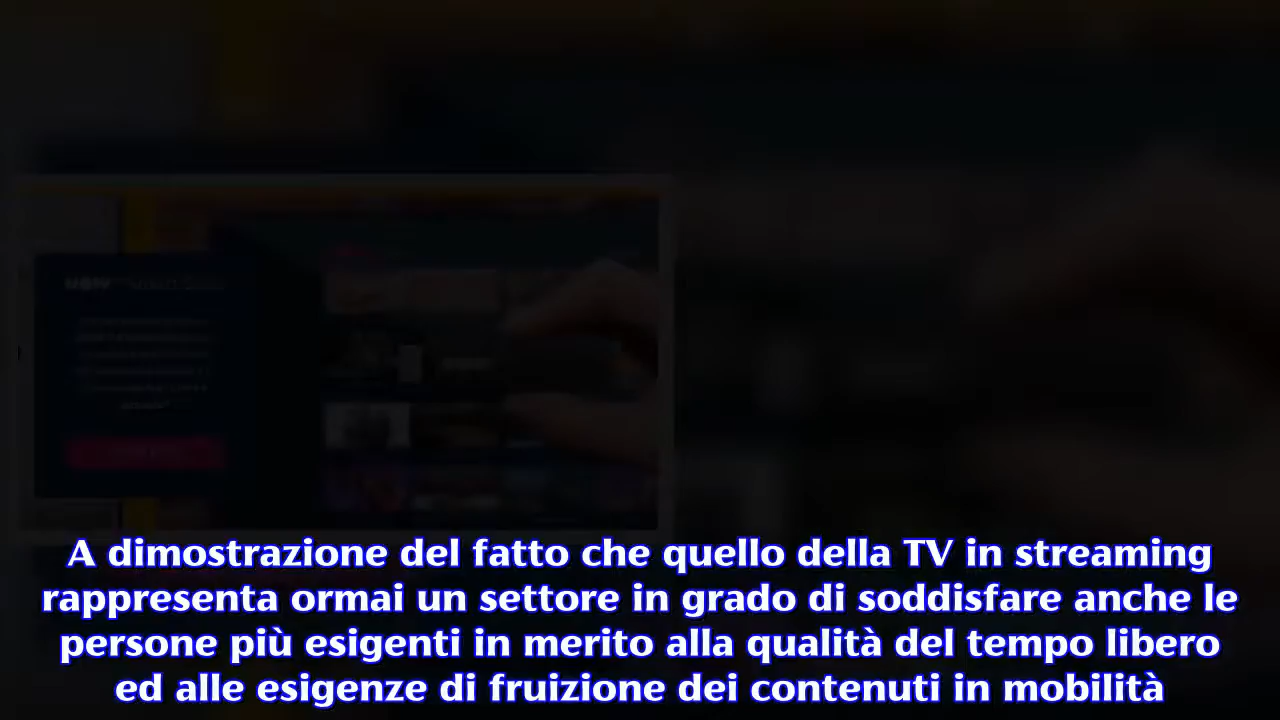 A dimostrazione del fatto che quello della TV in streaming
rappresenta ormai un settore in grado di soddisfare anche le
persone più esigenti in merito alla qualità del tempo libero
ed alle esigenze di fruizione dei contenuti in mobilità